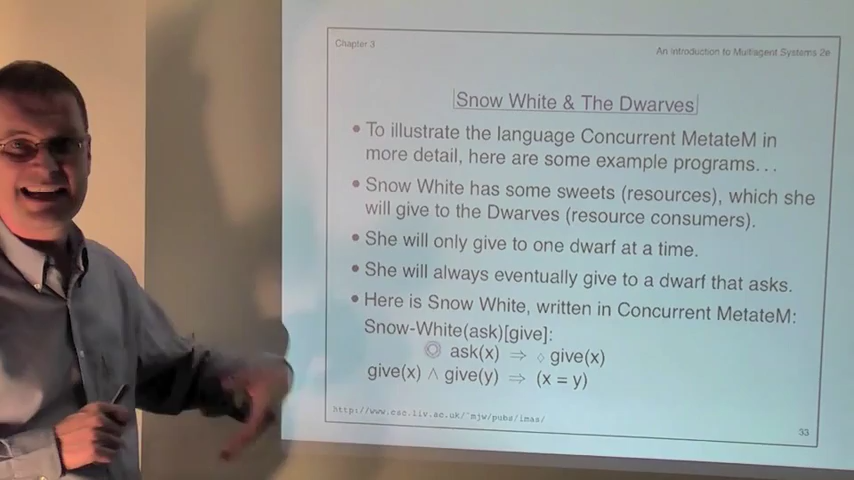 Chapter 3
An Introduction to Multiagent Systems 2e
Snow White & The Dwarves
• To illustrate the language Concurrent MetateM in
more detail, here are some example programs...
• Snow White has some sweets (resources), which she
will give to the Dwarves (resource consumers).
• She will only give to one dwarf at a time.
• She will always eventually give to a dwarf that asks.
• Here is Snow White, written in Concurrent MetateM:
Snow-White(ask)[give]:
◎ ask(x) ⇒ ◇ give(x)
give(x) ∧ give(y) ⇒ (x = y)
http://www.csc.liv.ac.uk/~mjw/pubs/imas/
33